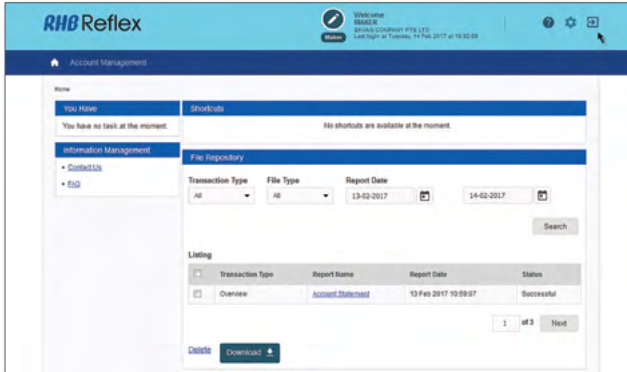 RHB Reflex
Welcome
MAKER
COMPANY PTE LTD
Last login at Tuesday, 14 Feb 2017 at
Maker
Account Management
Home
You Have
You have no task at the moment.
Information Management
Contact Us
FAQ
Shortcuts
No shortcuts are available at the moment.
File Repository
Transaction Type File Type Report Date
All All 13-02-2017 14-02-2017
Search
Listing
Transaction Type Report Name Report Date Status
Overview Account Statement 13 Feb 2017 10:59:07 Successful
1 of 3 Next
Delete Download